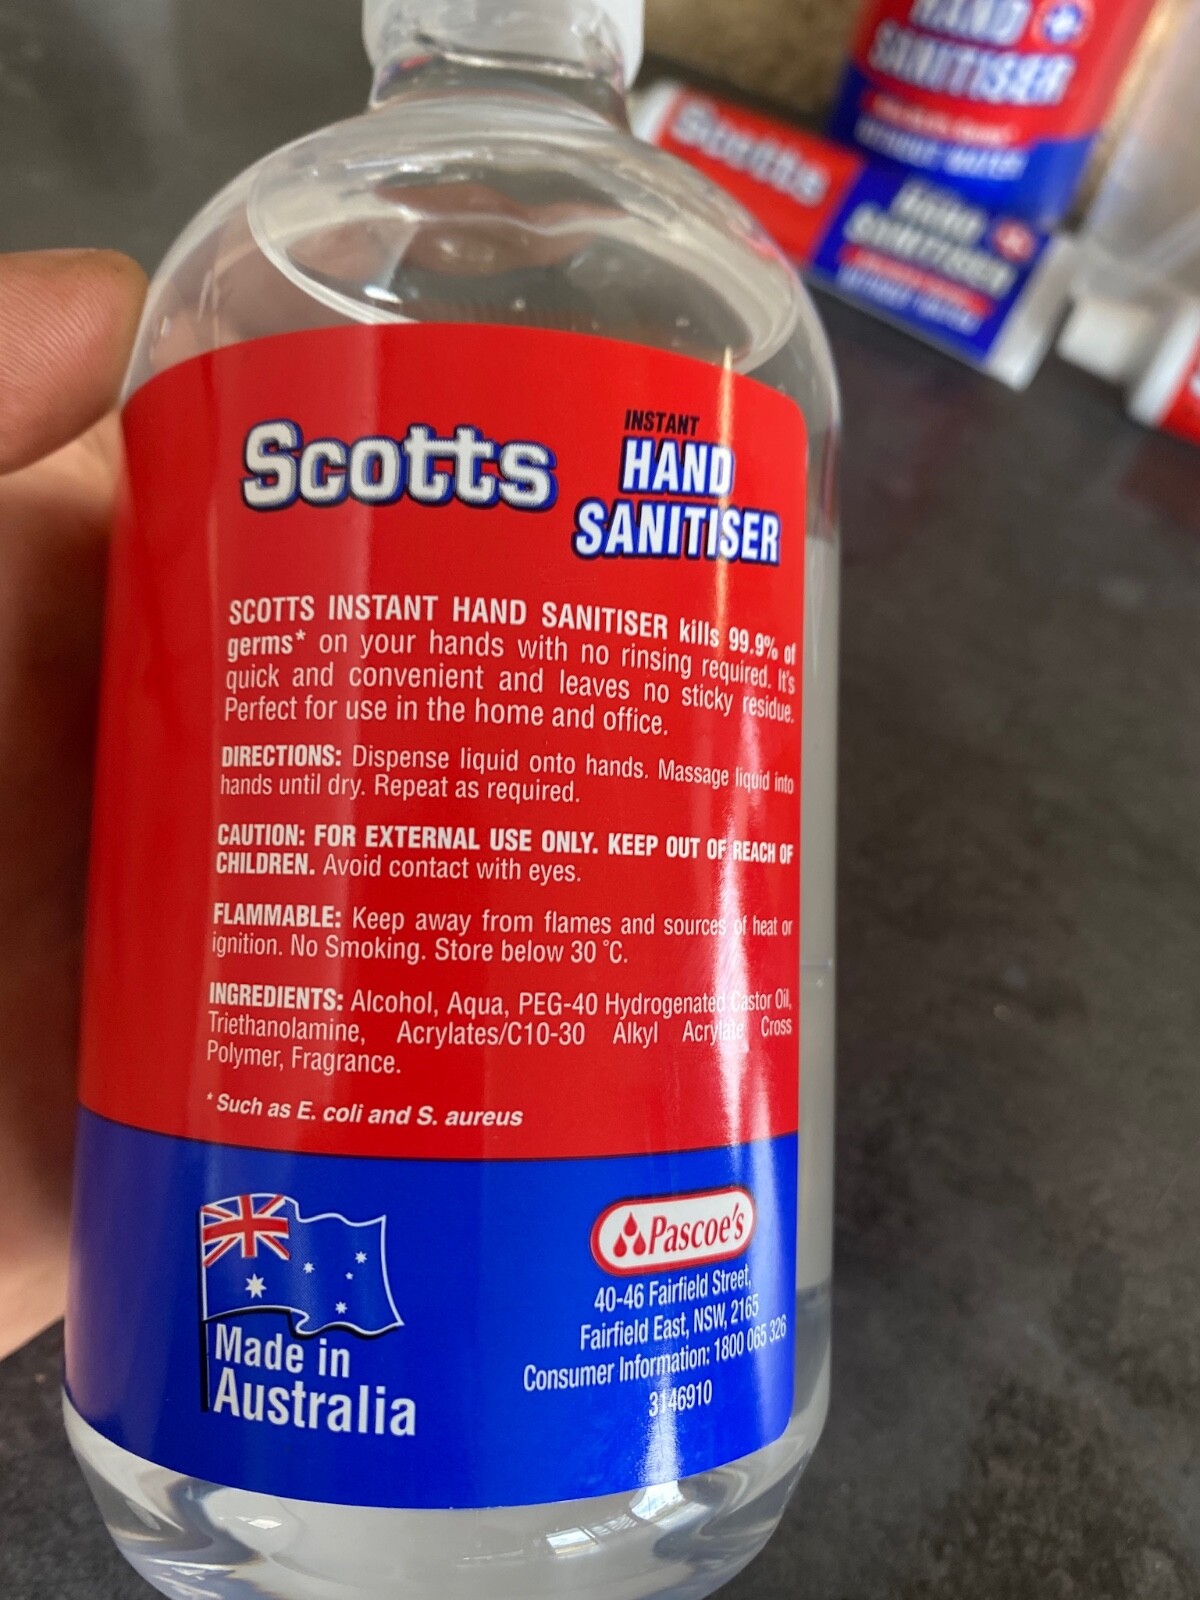 HAND
SANITISER
WITHOUT WATER
Scotts
HAND
SANITISER
WITHOUT WATER
Scotts
INSTANT
HAND
SANITISER
SCOTTS INSTANT HAND SANITISER kills 99.9% of
germs* on your hands with no rinsing required. It's
quick and convenient and leaves no sticky residue.
Perfect for use in the home and office.
DIRECTIONS: Dispense liquid onto hands. Massage liquid into
hands until dry. Repeat as required.
CAUTION: FOR EXTERNAL USE ONLY. KEEP OUT OF REACH OF
CHILDREN. Avoid contact with eyes.
FLAMMABLE: Keep away from flames and sources of heat or
ignition. No Smoking. Store below 30 °C.
INGREDIENTS: Alcohol, Aqua, PEG-40 Hydrogenated Castor Oil,
Triethanolamine, Acrylates/C10-30 Alkyl Acrylate Cross
Polymer, Fragrance.
* Such as E. coli and S. aureus
Made in
Australia
Pascoe's
40-46 Fairfield Street,
Fairfield East, NSW, 2165
Consumer Information: 1800 065 326
3146910